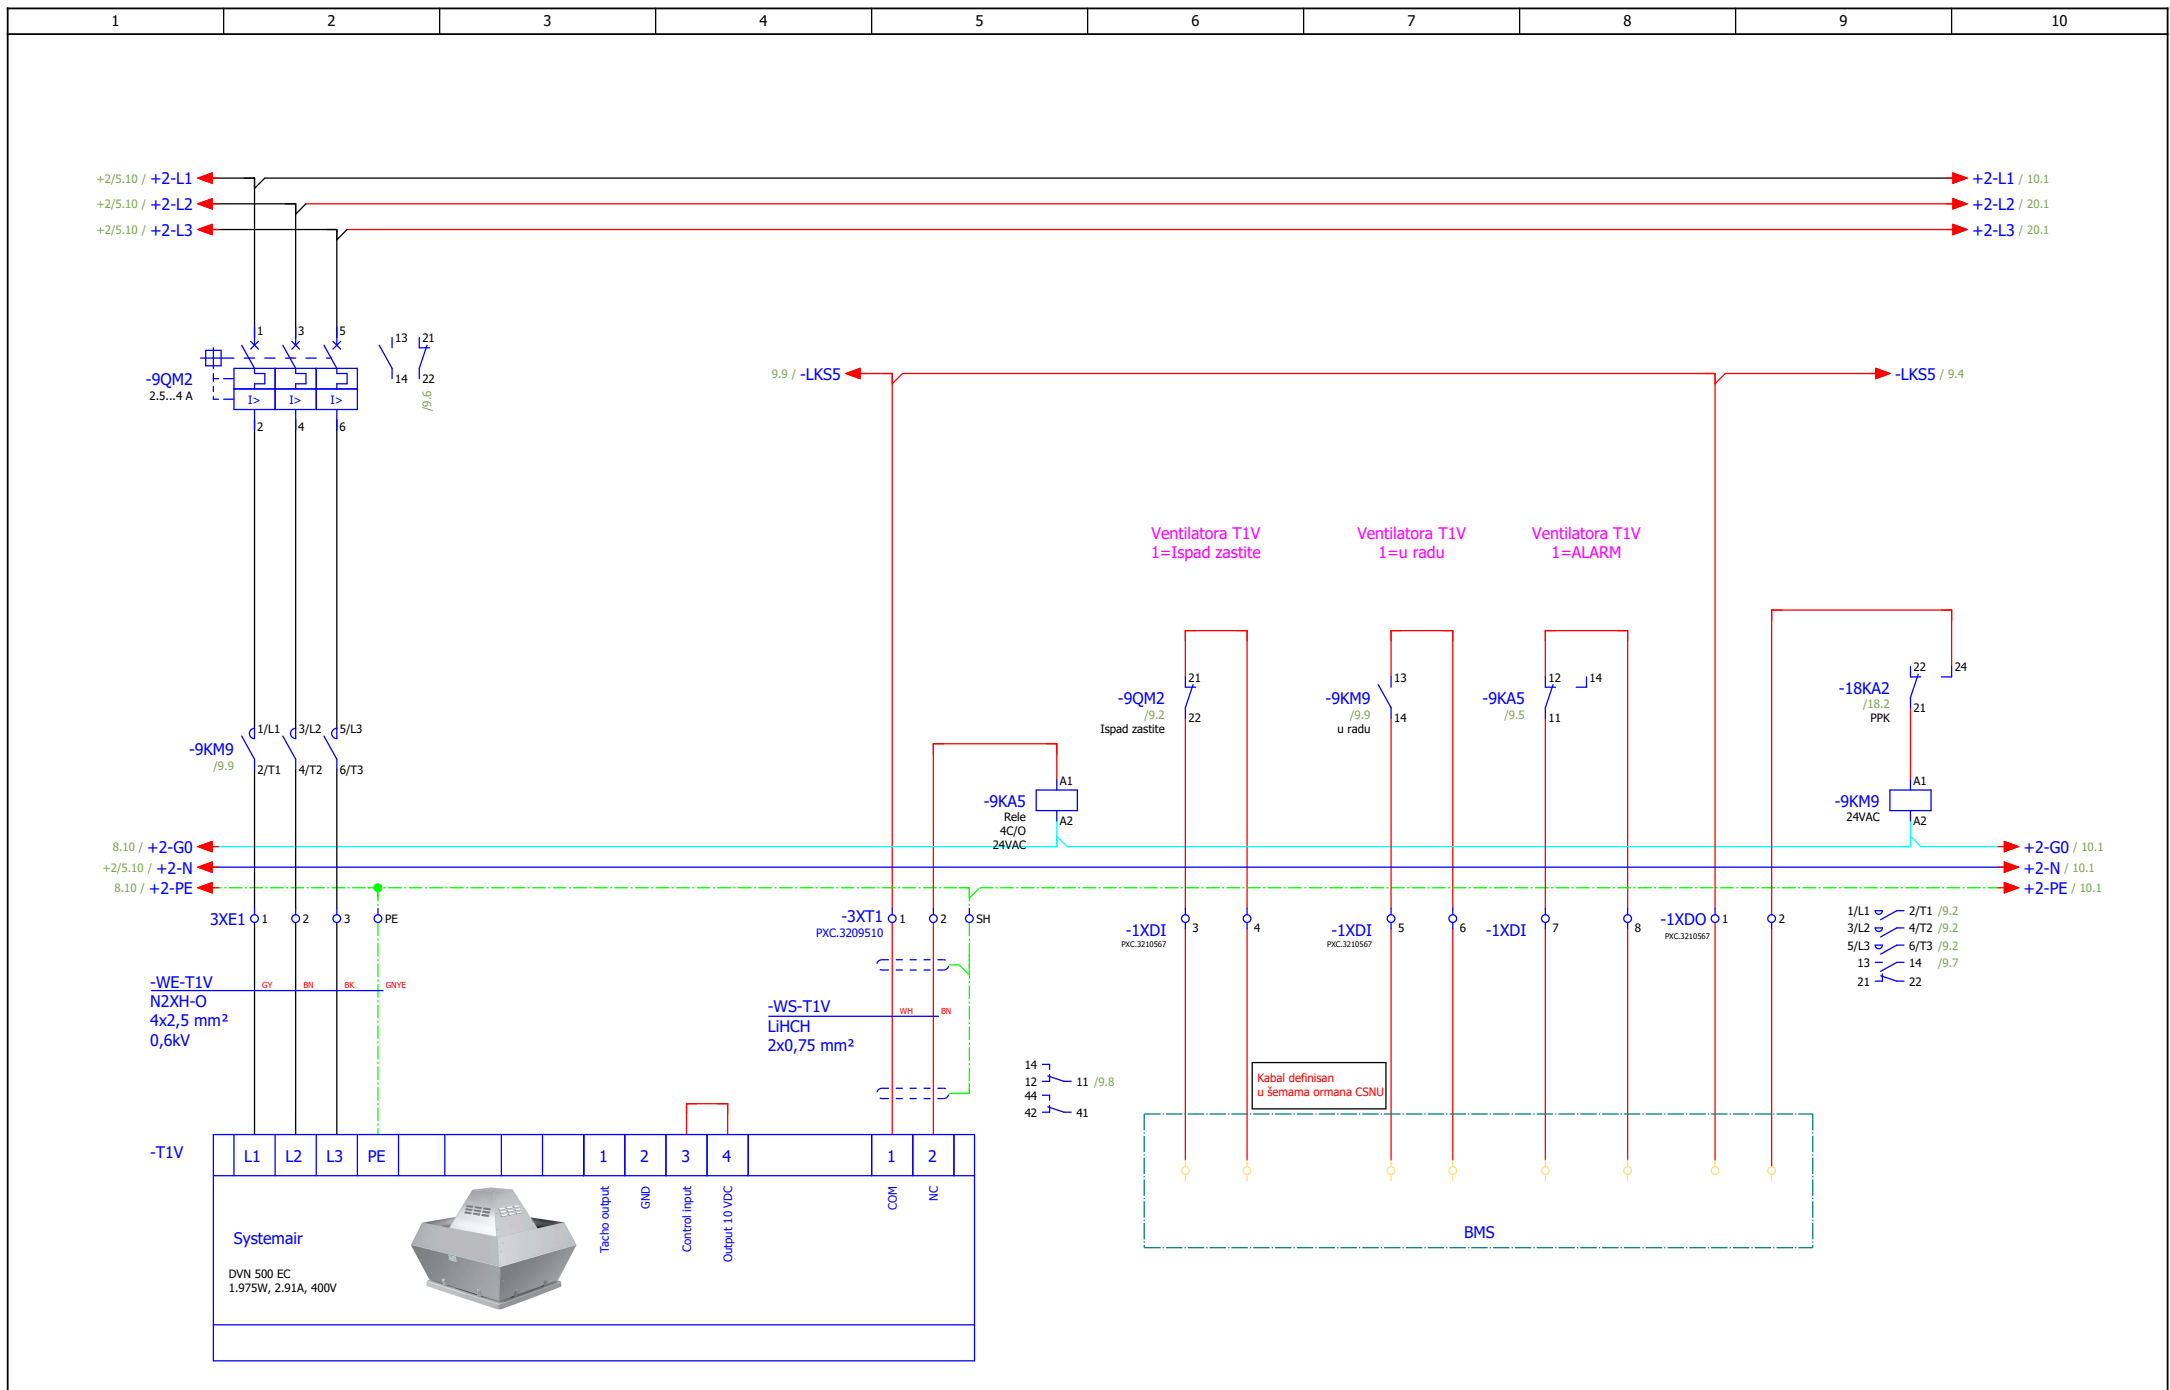 1 2 3 4 5 6 7 8 9 10
+2/5.10 / +2-L1
+2-L1 / 10.1
+2/5.10 / +2-L2
+2-L2 / 20.1
+2/5.10 / +2-L3
+2-L3 / 20.1
1 3 5
13 21
-9QM2
2.5...4 A
14 22
/9.6
I> I> I>
2 4 6
9.9 / -LKS5
-LKS5 / 9.4
Ventilatora T1V
1=Ispad zastite
Ventilatora T1V
1=u radu
Ventilatora T1V
1=ALARM
-9KM9
/9.9
1/L1 3/L2 5/L3
2/T1 4/T2 6/T3
-9KA5
Rele
4C/O
24VAC
A1
A2
-9QM2
/9.2
Ispad zastite
21
22
-9KM9
/9.9
u radu
13
14
-9KA5
/9.5
12 14
11
-18KA2
/18.2
PPK
22 24
21
-9KM9
24VAC
A1
A2
8.10 / +2-G0
+2-G0 / 10.1
+2/5.10 / +2-N
+2-N / 10.1
8.10 / +2-PE
+2-PE / 10.1
3XE1 1 2 3 PE
-3XT1 1 2 SH
PXC.3209510
-1XDI 3 4
PXC.3210567
-1XDI 5 6
PXC.3210567
-1XDI 7 8
-1XDO 1 2
PXC.3210567
1/L1 2/T1 /9.2
3/L2 4/T2 /9.2
5/L3 6/T3 /9.2
13 14 /9.7
21 22
-WE-T1V
N2XH-O
4x2,5 mm²
0,6kV
GY BN BK GNYE
-WS-T1V
LiHCH
2x0,75 mm²
WH BN
14
12 11 /9.8
44
42 41
Kabal definisan
u šemama ormana CSNU
-T1V
L1 L2 L3 PE 1 2 3 4 1 2
Tacho output
GND
Control input
Output 10 VDC
COM
NC
Systemair
DVN 500 EC
1.975W, 2.91A, 400V
BMS